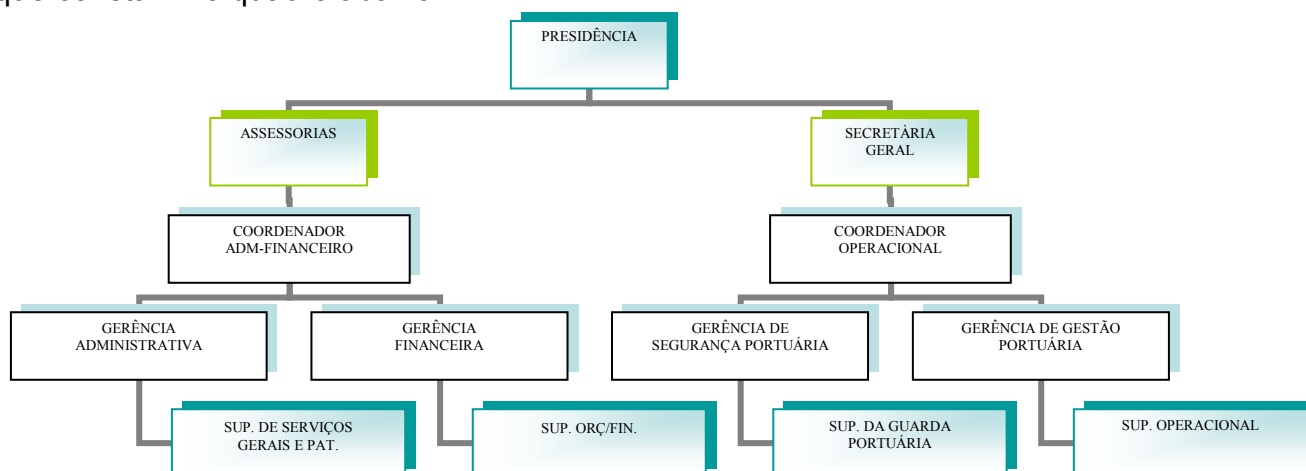 PRESIDÊNCIA
ASSESSORIAS
SECRETÀRIA
GERAL
COORDENADOR
ADM-FINANCEIRO
COORDENADOR
OPERACIONAL
GERÊNCIA
ADMINISTRATIVA
GERÊNCIA
FINANCEIRA
GERÊNCIA DE
SEGURANÇA PORTUÁRIA
GERÊNCIA DE GESTÃO
PORTUÁRIA
SUP. DE SERVIÇOS
GERAIS E PAT.
SUP. ORÇ/FIN.
SUP. DA GUARDA
PORTUÁRIA
SUP. OPERACIONAL